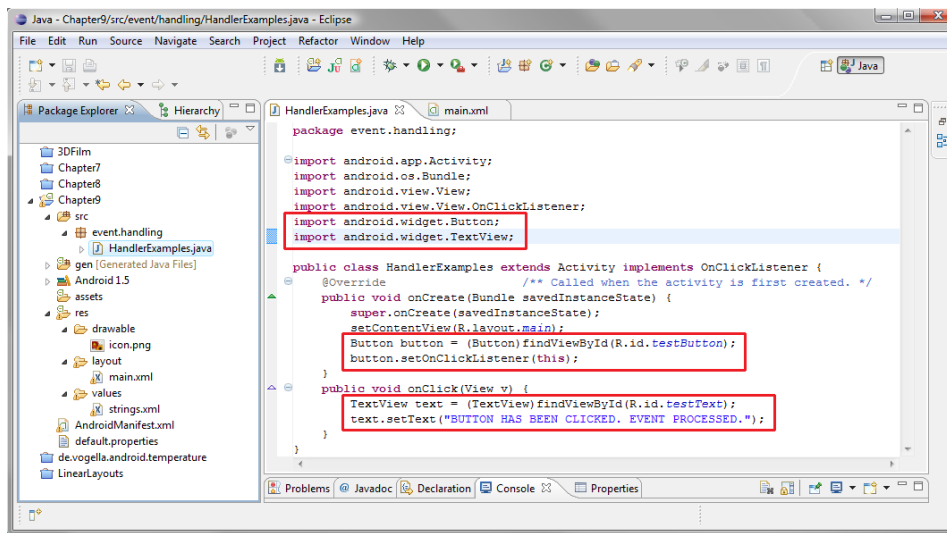 Java - Chapter9/src/event/handling/HandlerExamples.java - Eclipse
File Edit Run Source Navigate Search Project Refactor Window Help
Java
Package Explorer Hierarchy
HandlerExamples.java main.xml
3DFilm
Chapter7
Chapter8
Chapter9
src
event.handling
HandlerExamples.java
gen [Generated Java Files]
Android 1.5
assets
res
drawable
icon.png
layout
main.xml
values
strings.xml
AndroidManifest.xml
default.properties
de.vogella.android.temperature
LinearLayouts
package event.handling;
import android.app.Activity;
import android.os.Bundle;
import android.view.View;
import android.view.View.OnClickListener;
import android.widget.Button;
import android.widget.TextView;
public class HandlerExamples extends Activity implements OnClickListener {
@Override /** Called when the activity is first created. */
public void onCreate(Bundle savedInstanceState) {
super.onCreate(savedInstanceState);
setContentView(R.layout.main);
Button button = (Button)findViewById(R.id.testButton);
button.setOnClickListener(this);
}
public void onClick(View v) {
TextView text = (TextView)findViewById(R.id.testText);
text.setText("BUTTON HAS BEEN CLICKED. EVENT PROCESSED.");
}
}
Problems @ Javadoc Declaration Console Properties